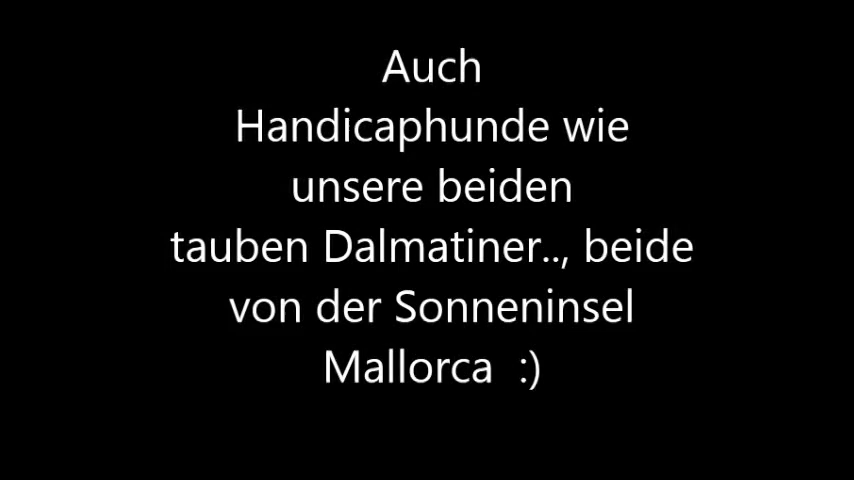 Auch
Handicaphunde wie
unsere beiden
tauben Dalmatiner.., beide
von der Sonneninsel
Mallorca  :)